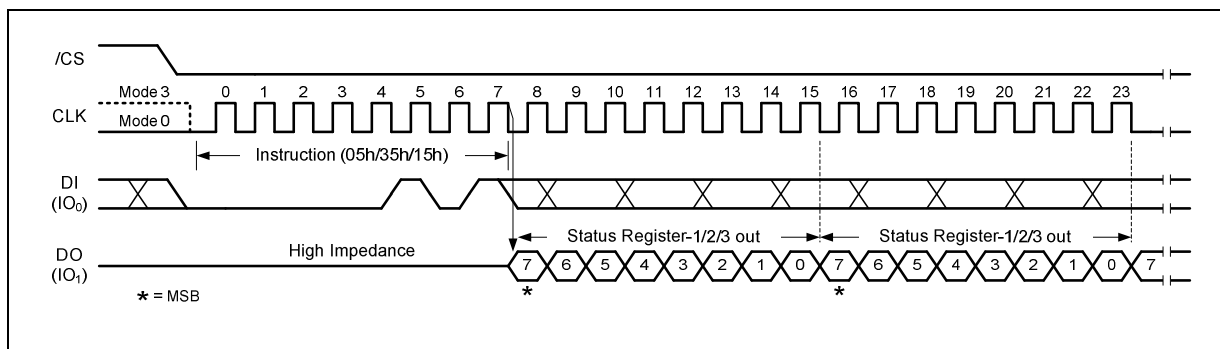 /CS
Mode 3
0 1 2 3 4 5 6 7 8 9 10 11 12 13 14 15 16 17 18 19 20 21 22 23
CLK
Mode 0
Instruction (05h/35h/15h)
DI
(IO0)
Status Register-1/2/3 out
Status Register-1/2/3 out
High Impedance
DO
(IO1)
7 6 5 4 3 2 1 0 7 6 5 4 3 2 1 0 7
* *
* = MSB